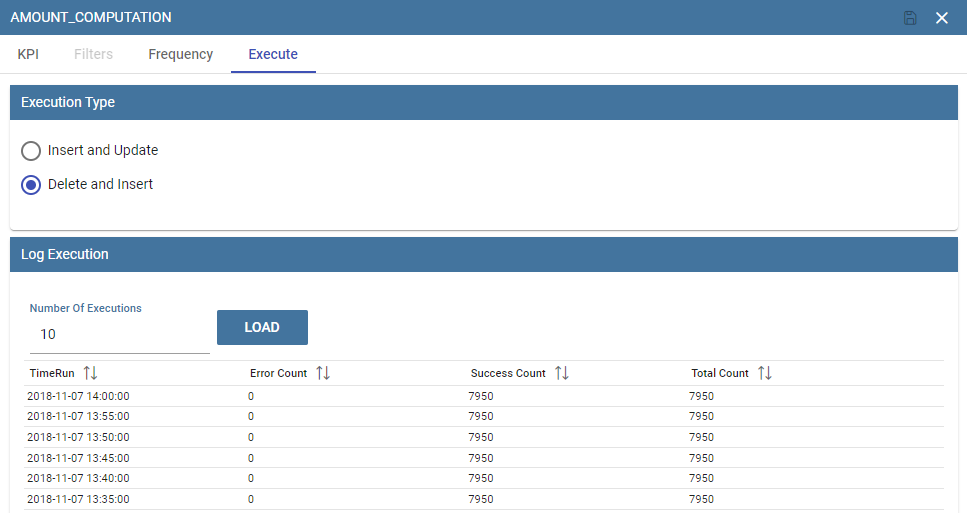 AMOUNT_COMPUTATION
KPI Filters Frequency Execute
Execution Type
Insert and Update
Delete and Insert
Log Execution
Number Of Executions
10 LOAD
TimeRun Error Count Success Count Total Count
2018-11-07 14:00:00 0 7950 7950
2018-11-07 13:55:00 0 7950 7950
2018-11-07 13:50:00 0 7950 7950
2018-11-07 13:45:00 0 7950 7950
2018-11-07 13:40:00 0 7950 7950
2018-11-07 13:35:00 0 7950 7950